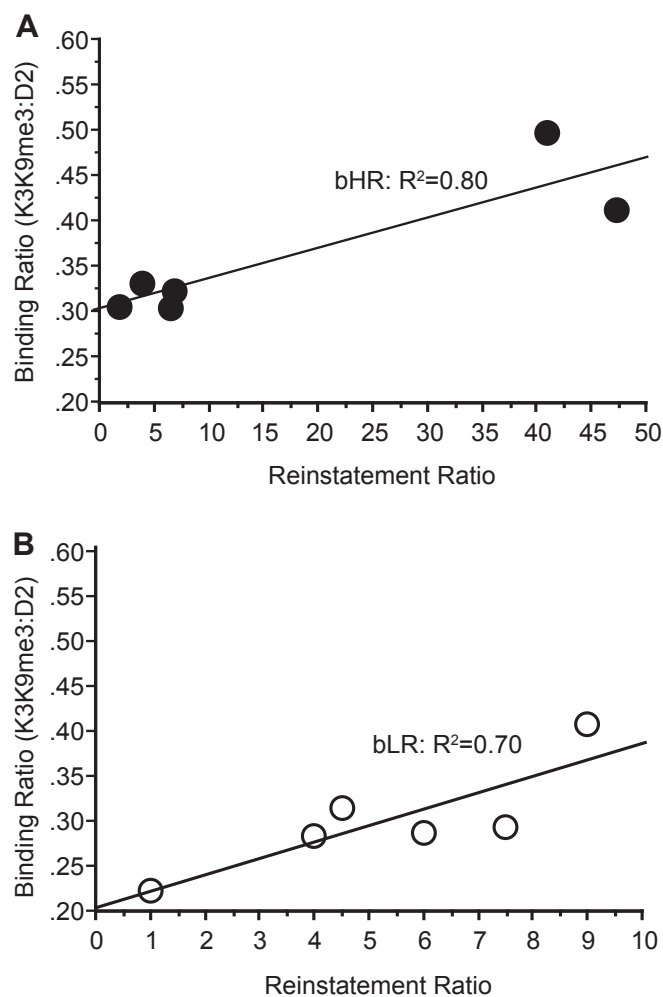 A
Binding Ratio (K3K9me3:D2)
.60
.55
.50
.45
.40
.35
.30
.25
.20
bHR: R²=0.80
0 5 10 15 20 25 30 35 40 45 50
Reinstatement Ratio
B
Binding Ratio (K3K9me3:D2)
.60
.55
.50
.45
.40
.35
.30
.25
.20
bLR: R²=0.70
0 1 2 3 4 5 6 7 8 9 10
Reinstatement Ratio